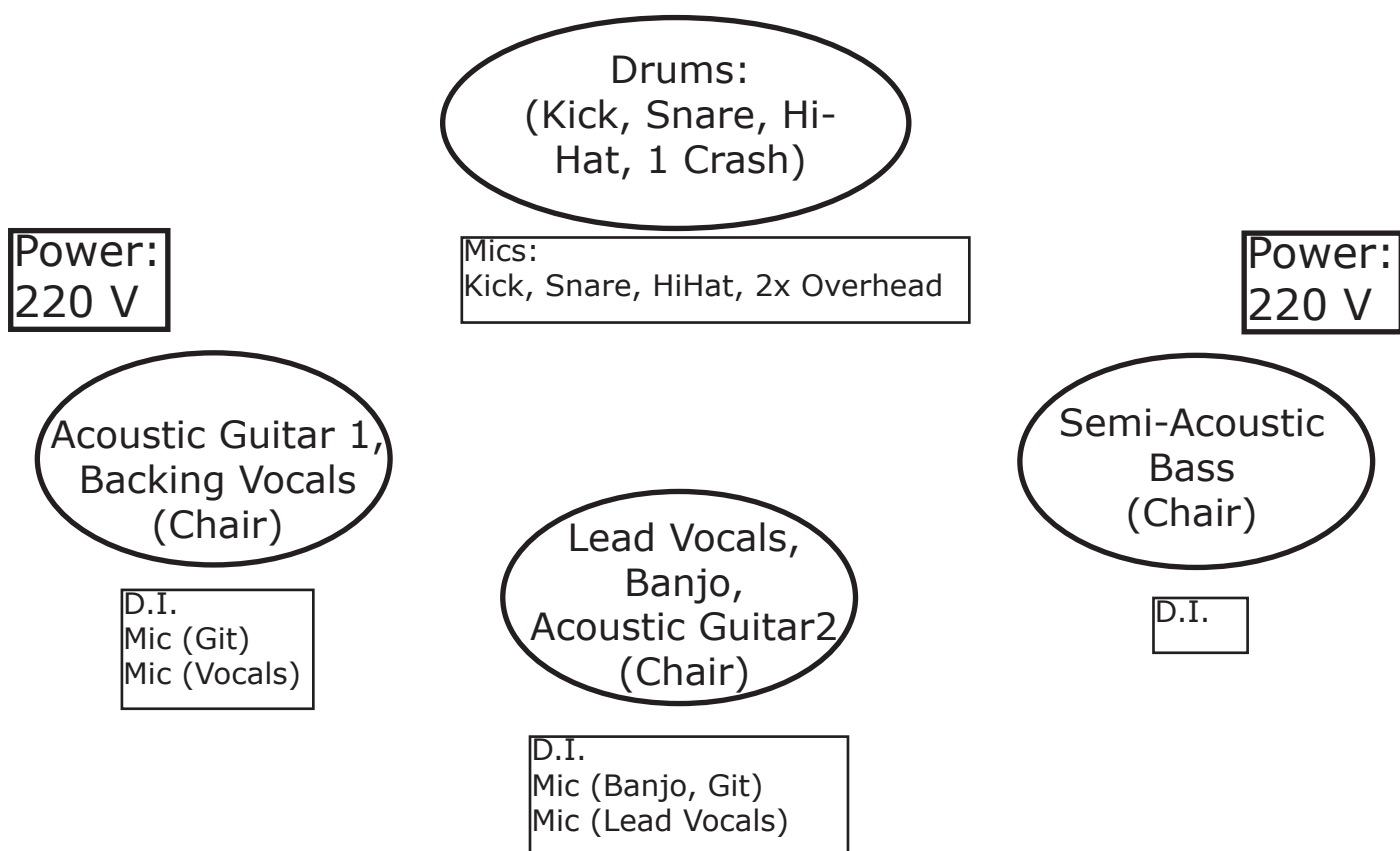 Drums:
(Kick, Snare, Hi-
Hat, 1 Crash)
Mics:
Kick, Snare, HiHat, 2x Overhead
Power:
220 V
Power:
220 V
Acoustic Guitar 1,
Backing Vocals
(Chair)
D.I.
Mic (Git)
Mic (Vocals)
Lead Vocals,
Banjo,
Acoustic Guitar2
(Chair)
D.I.
Mic (Banjo, Git)
Mic (Lead Vocals)
Semi-Acoustic
Bass
(Chair)
D.I.